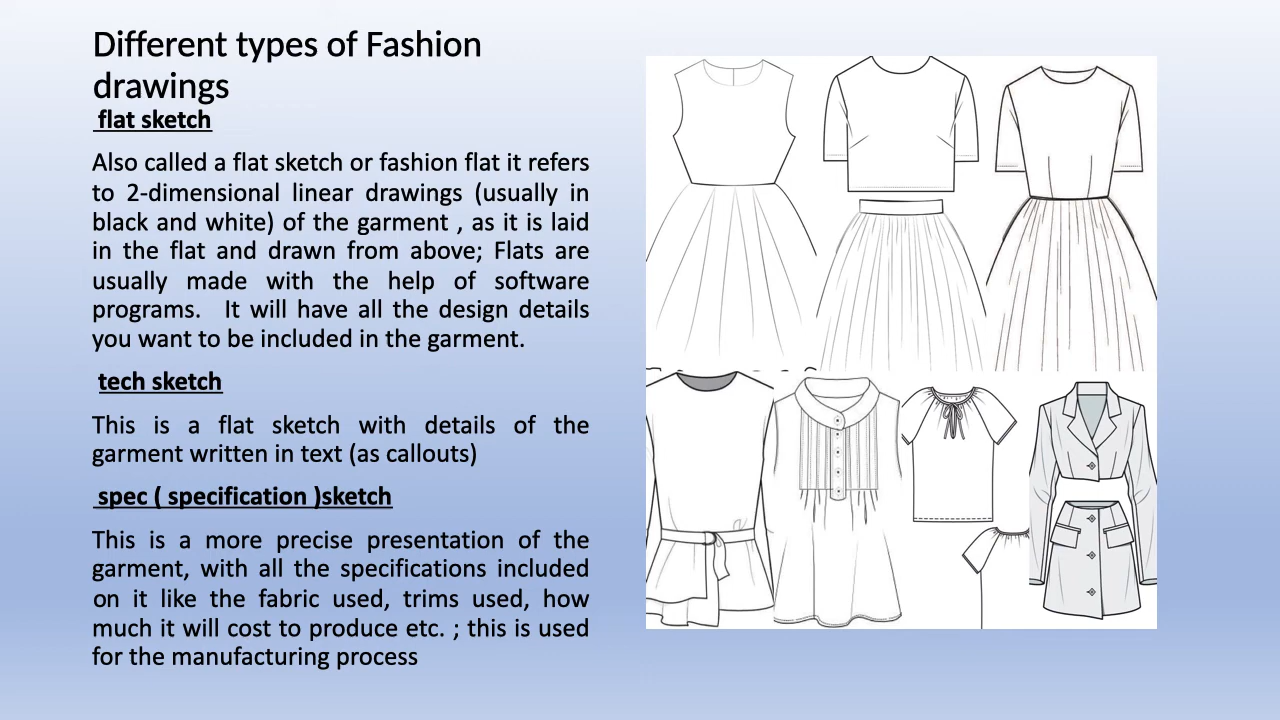 Different types of Fashion
drawings
flat sketch
Also called a flat sketch or fashion flat it refers
to 2-dimensional linear drawings (usually in
black and white) of the garment , as it is laid
in the flat and drawn from above; Flats are
usually made with the help of software
programs. It will have all the design details
you want to be included in the garment.
tech sketch
This is a flat sketch with details of the
garment written in text (as callouts)
spec ( specification )sketch
This is a more precise presentation of the
garment, with all the specifications included
on it like the fabric used, trims used, how
much it will cost to produce etc. ; this is used
for the manufacturing process